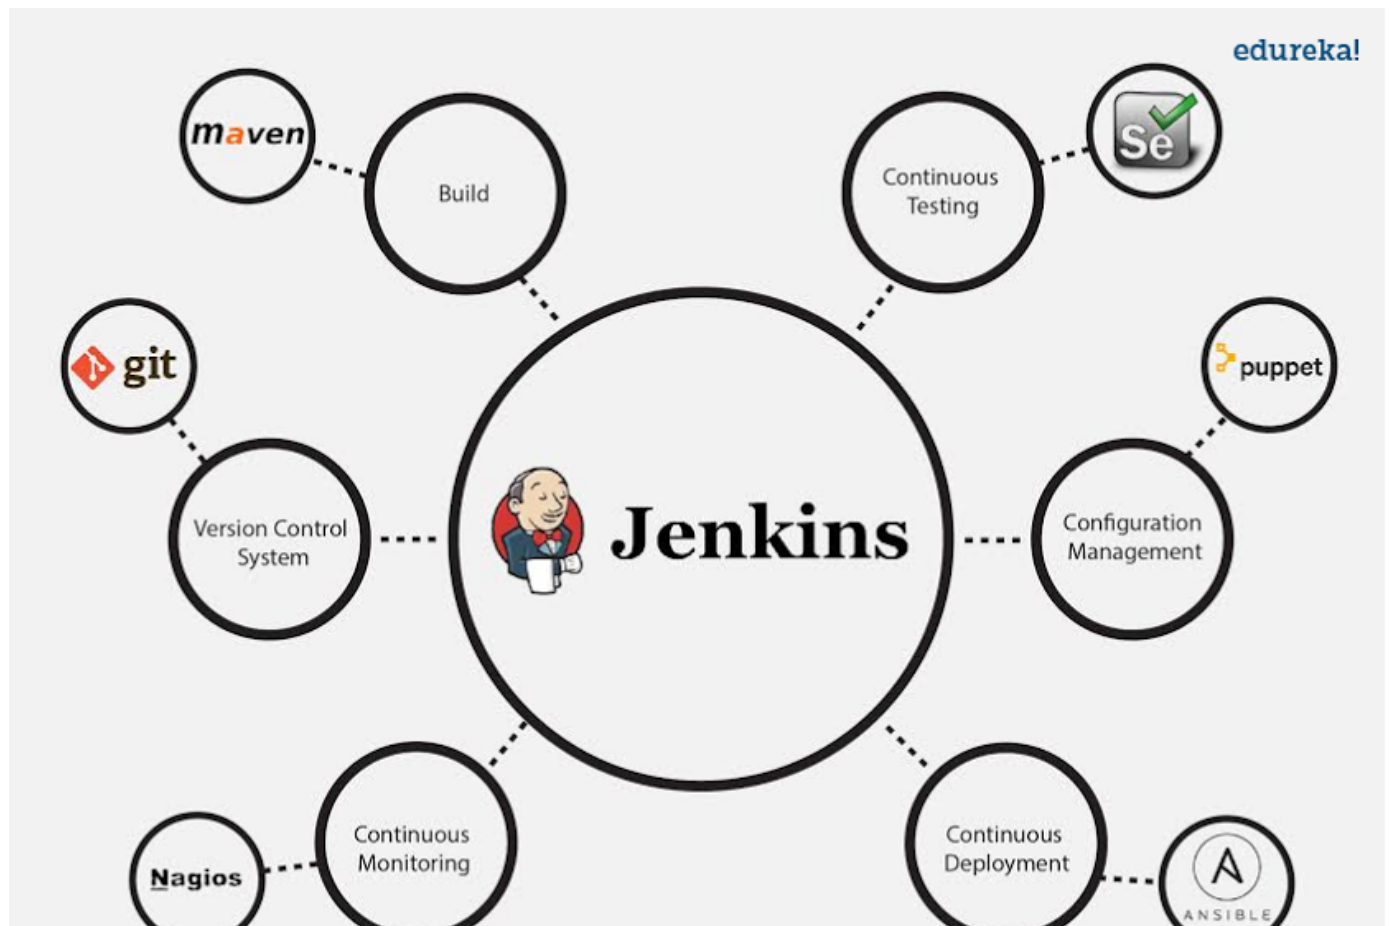 edureka!
maven
Build
Continuous
Testing
Se
git
puppet
Version Control
System
Jenkins
Configuration
Management
Continuous
Monitoring
Nagios
Continuous
Deployment
A
ANSIBLE